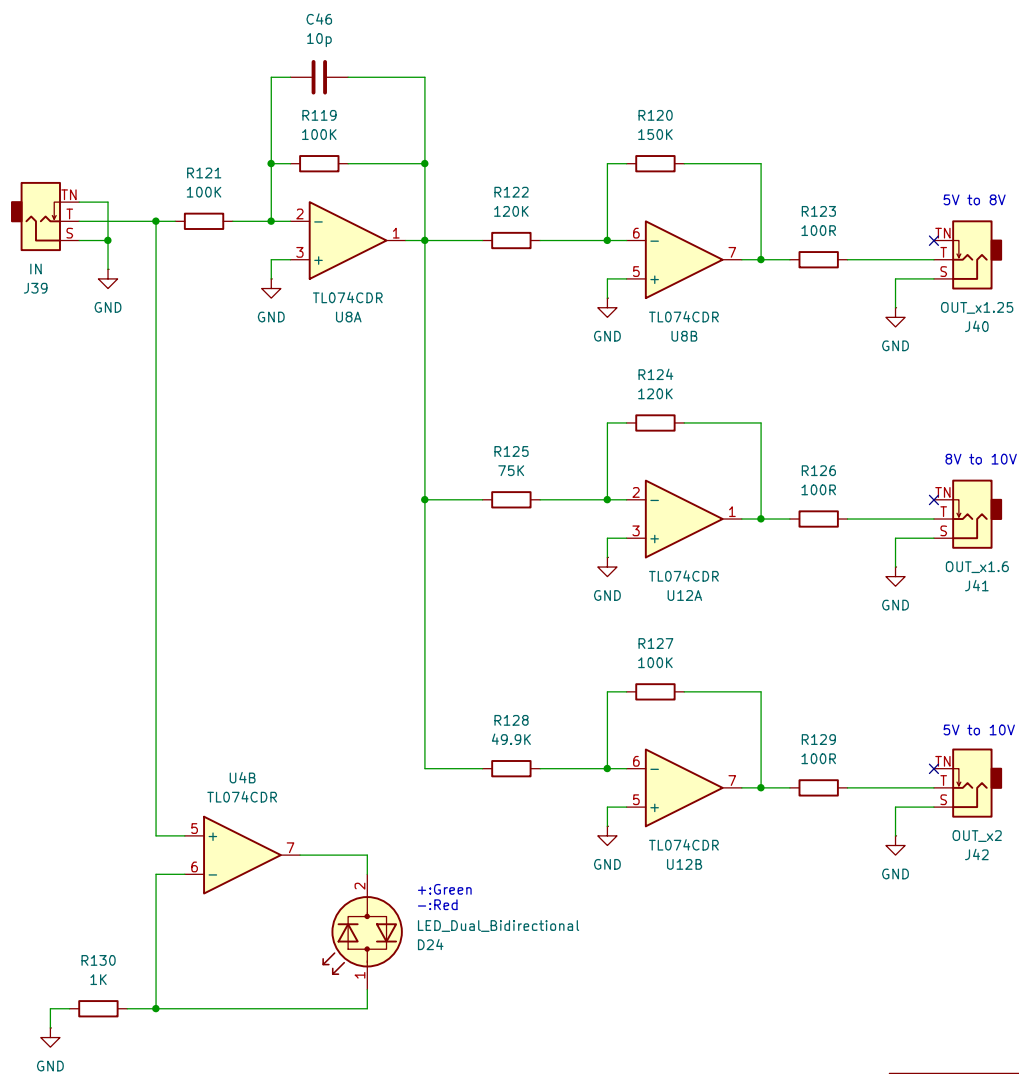 C46
10p
R119
100K
R120
150K
R121
100K
TN
T
S
IN
J39
GND
2
−
3
+
1
TL074CDR
U8A
GND
R122
120K
6
−
5
+
7
TL074CDR
U8B
GND
R123
100R
5V to 8V
TN
T
S
OUT_x1.25
J40
GND
R124
120K
R125
75K
2
−
3
+
1
TL074CDR
U12A
GND
R126
100R
8V to 10V
TN
T
S
OUT_x1.6
J41
GND
R127
100K
R128
49.9K
6
−
5
+
7
TL074CDR
U12B
GND
R129
100R
5V to 10V
TN
T
S
OUT_x2
J42
GND
U4B
TL074CDR
5
+
6
−
7
2
1
+:Green
−:Red
LED_Dual_Bidirectional
D24
R130
1K
GND